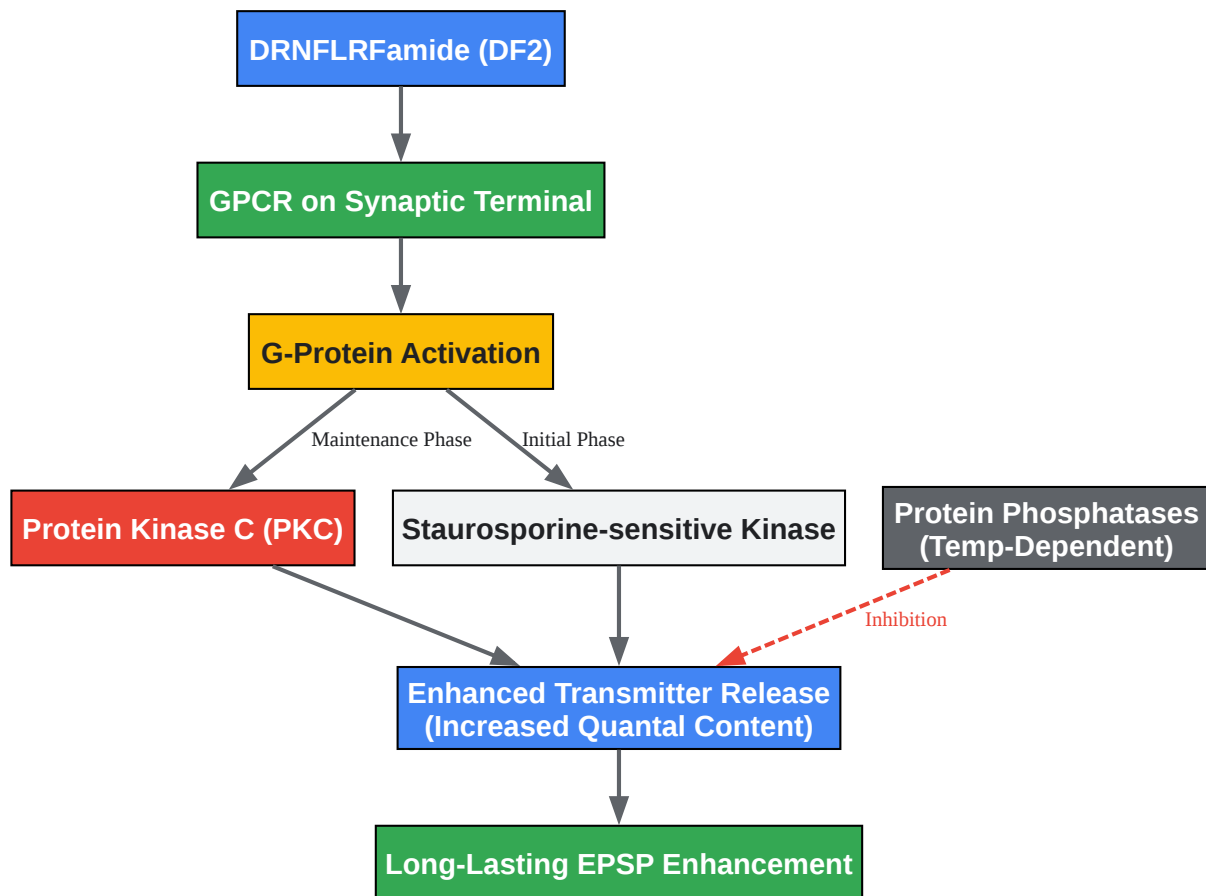 DRNFLRFamide (DF2)
GPCR on Synaptic Terminal
G-Protein Activation
Maintenance Phase
Initial Phase
Protein Kinase C (PKC)
Staurosporine-sensitive Kinase
Protein Phosphatases
(Temp-Dependent)
Inhibition
Enhanced Transmitter Release
(Increased Quantal Content)
Long-Lasting EPSP Enhancement